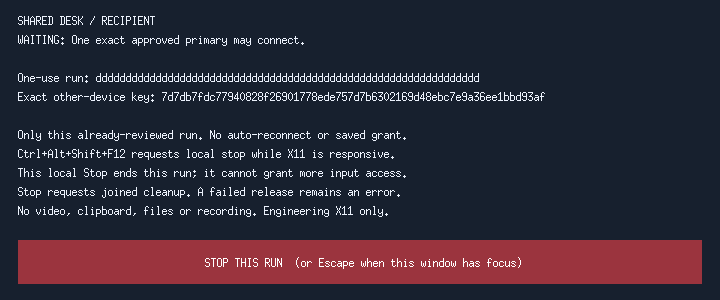 SHARED DESK / RECIPIENT
WAITING: One exact approved primary may connect.
One-use run: dddddddddddddddddddddddddddddddddddddddddddddddddddddddddddddddd
Exact other-device key: 7d7db7fdc77940828f26901778ede757d7b6302169d48ebc7e9a36ee1bbd93af
Only this already-reviewed run. No auto-reconnect or saved grant.
Ctrl+Alt+Shift+F12 requests local stop while X11 is responsive.
This local Stop ends this run; it cannot grant more input access.
Stop requests joined cleanup. A failed release remains an error.
No video, clipboard, files or recording. Engineering X11 only.
STOP THIS RUN (or Escape when this window has focus)